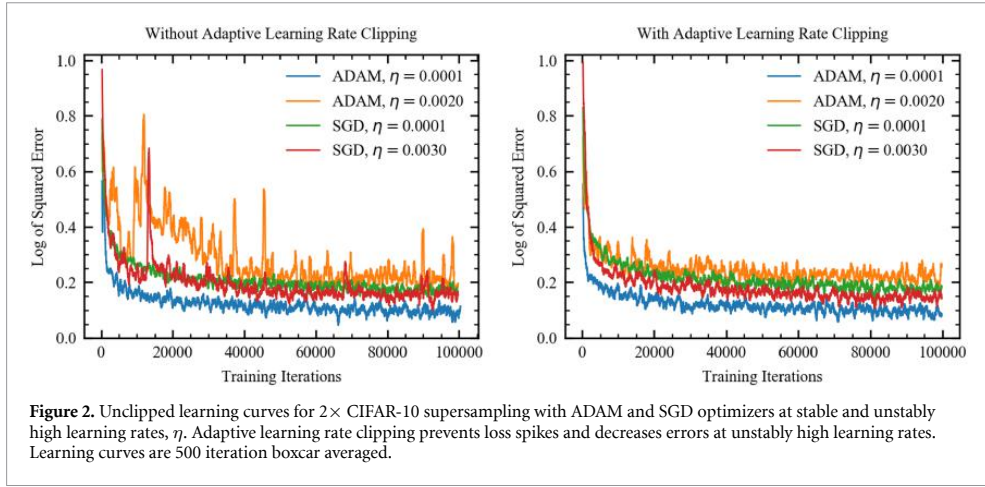 Without Adaptive Learning Rate Clipping
1.0
0.8
0.6
0.4
0.2
0.0
Log of Squared Error
ADAM, η = 0.0001
ADAM, η = 0.0020
SGD, η = 0.0001
SGD, η = 0.0030
0 20000 40000 60000 80000 100000
Training Iterations
With Adaptive Learning Rate Clipping
1.0
0.8
0.6
0.4
0.2
0.0
Log of Squared Error
ADAM, η = 0.0001
ADAM, η = 0.0020
SGD, η = 0.0001
SGD, η = 0.0030
0 20000 40000 60000 80000 100000
Training Iterations
Figure 2. Unclipped learning curves for 2× CIFAR-10 supersampling with ADAM and SGD optimizers at stable and unstably
high learning rates, η. Adaptive learning rate clipping prevents loss spikes and decreases errors at unstably high learning rates.
Learning curves are 500 iteration boxcar averaged.